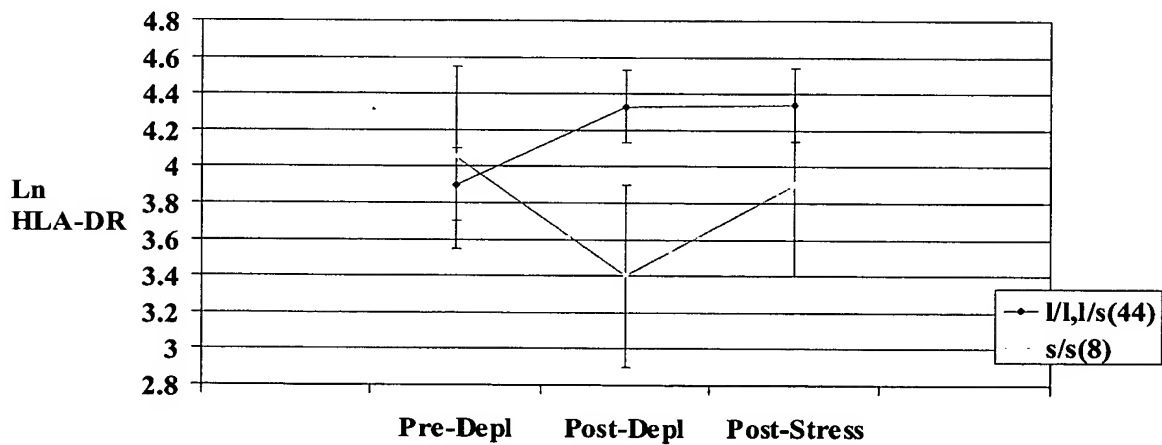 4.8
4.6
4.4
4.2
4
3.8
3.6
3.4
3.2
3
2.8
Ln
HLA-DR
Pre-Depl Post-Depl Post-Stress
l/l,l/s(44)
s/s(8)